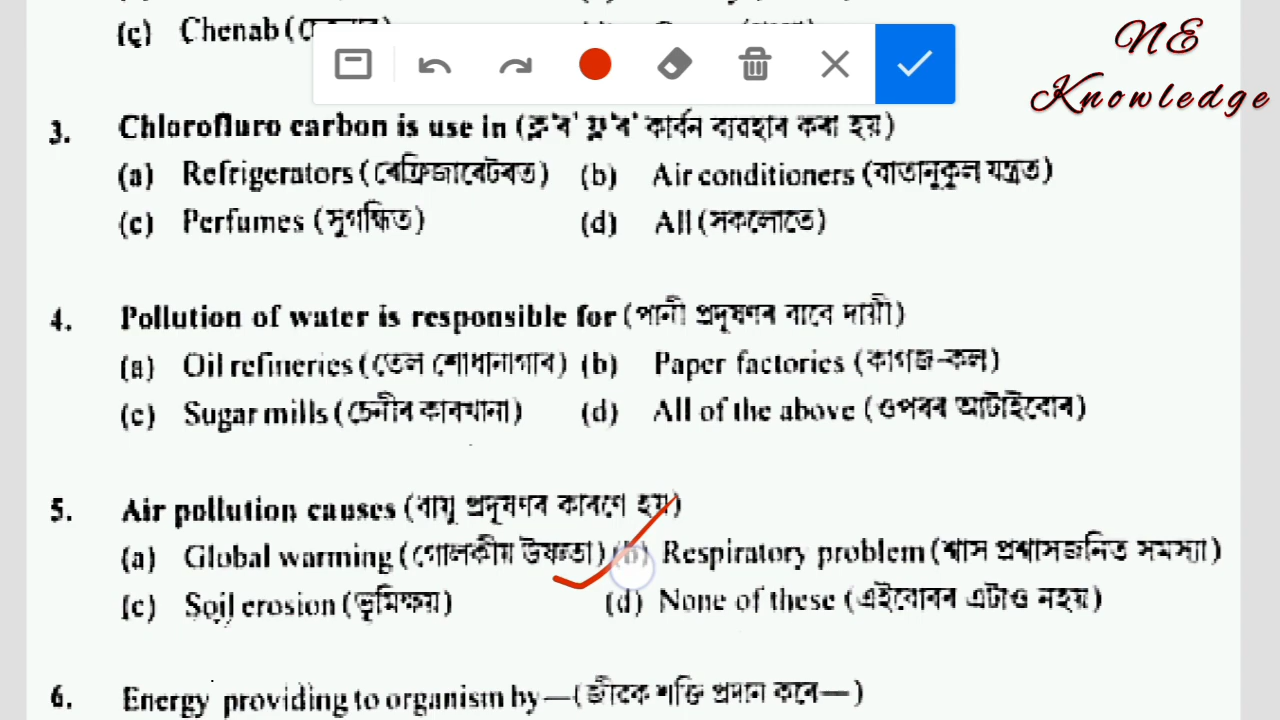 (c) Chenab
NE
Knowledge
3. Chlorofluro carbon is use in (ক্ল'ৰ' ফ্লু'ৰ' কাৰ্বন ব্যৱহাৰ কৰা হয়)
(a) Refrigerators (ৰেফ্ৰিজাৰেটৰত) (b) Air conditioners (বাতানুকুল যন্ত্ৰত)
(c) Perfumes (সুগন্ধিত) (d) All (সকলোতে)
4. Pollution of water is responsible for (পানী প্ৰদূষণৰ বাবে দায়ী)
(a) Oil refineries (তেল শোধানাগাৰ) (b) Paper factories (কাগজ-কল)
(c) Sugar mills (চেনীৰ কাৰখানা) (d) All of the above (ওপৰৰ আটাইবোৰ)
5. Air pollution causes (বায়ু প্ৰদূষণৰ কাৰণে হয়)
(a) Global warming (গোলকীয় উষ্ণতা) (b) Respiratory problem (শ্বাস প্ৰশ্বাসজনিত সমস্যা)
(c) Soil erosion (ভূমিক্ষয়) (d) None of these (এইবোৰৰ এটাও নহয়)
6. Energy providing to organism by—(জীৱক শক্তি প্ৰদান কৰে—)